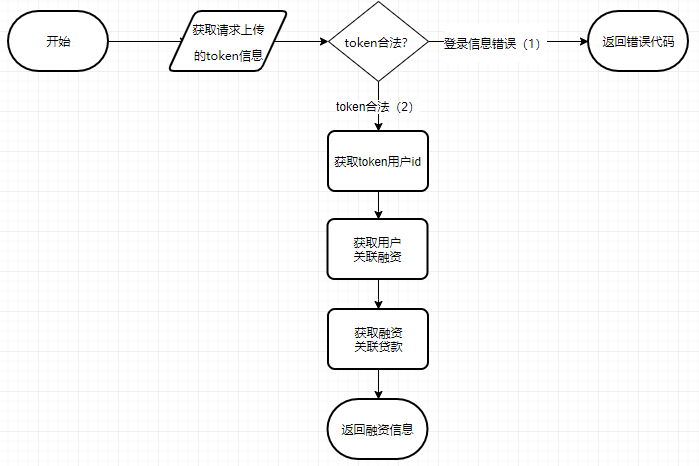 开始
获取请求上传
的token信息
token合法?
登录信息错误（1）
返回错误代码
token合法（2）
获取token用户id
获取用户
关联融资
获取融资
关联贷款
返回融资信息